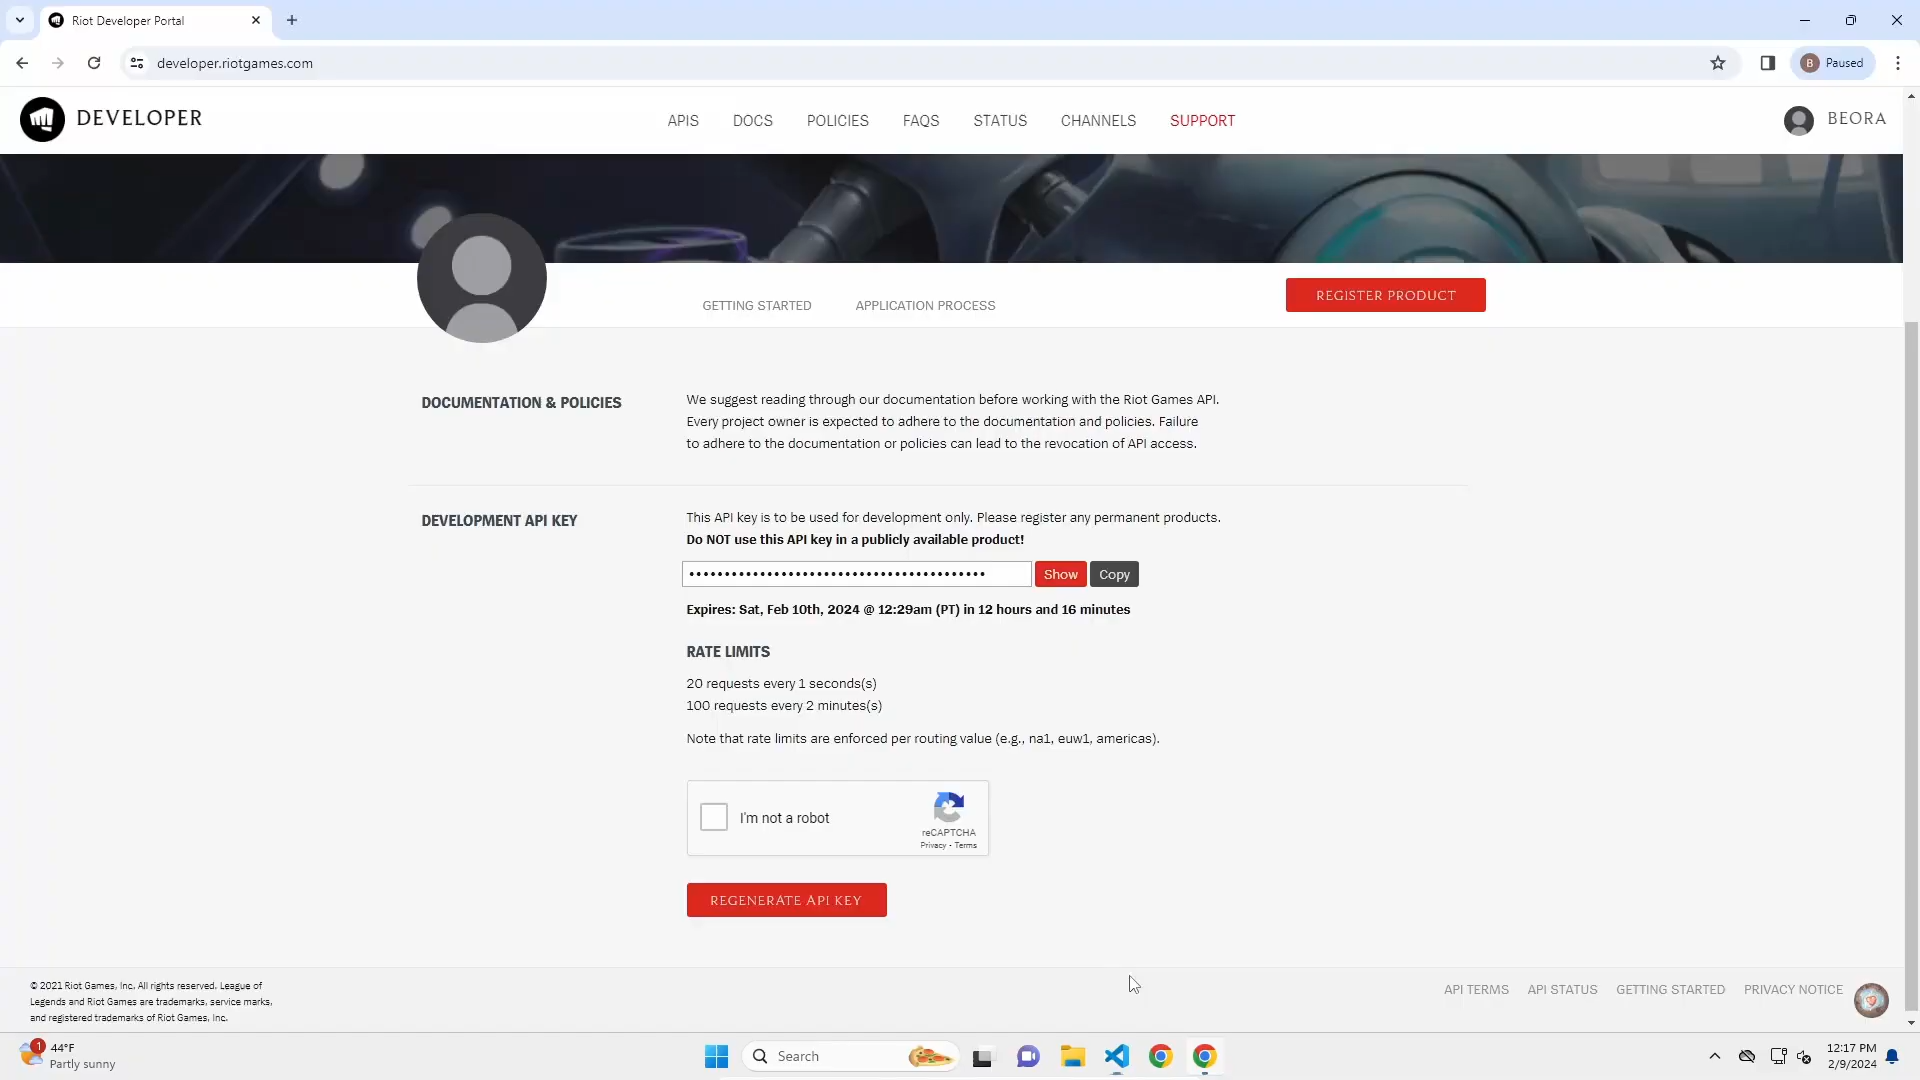 Riot Developer Portal
developer.riotgames.com
B Paused
DEVELOPER
APIS DOCS POLICIES FAQS STATUS CHANNELS SUPPORT
BEORA
GETTING STARTED APPLICATION PROCESS
REGISTER PRODUCT
DOCUMENTATION & POLICIES
We suggest reading through our documentation before working with the Riot Games API.
Every project owner is expected to adhere to the documentation and policies. Failure
to adhere to the documentation or policies can lead to the revocation of API access.
DEVELOPMENT API KEY
This API key is to be used for development only. Please register any permanent products.
Do NOT use this API key in a publicly available product!
Show Copy
Expires: Sat, Feb 10th, 2024 @ 12:29am (PT) in 12 hours and 16 minutes
RATE LIMITS
20 requests every 1 seconds(s)
100 requests every 2 minutes(s)
Note that rate limits are enforced per routing value (e.g., na1, euw1, americas).
I'm not a robot
reCAPTCHA
Privacy - Terms
REGENERATE API KEY
© 2021 Riot Games, Inc. All rights reserved. League of
Legends and Riot Games are trademarks, service marks,
and registered trademarks of Riot Games, Inc.
API TERMS API STATUS GETTING STARTED PRIVACY NOTICE
1
44°F
Partly sunny
Search
12:17 PM
2/9/2024